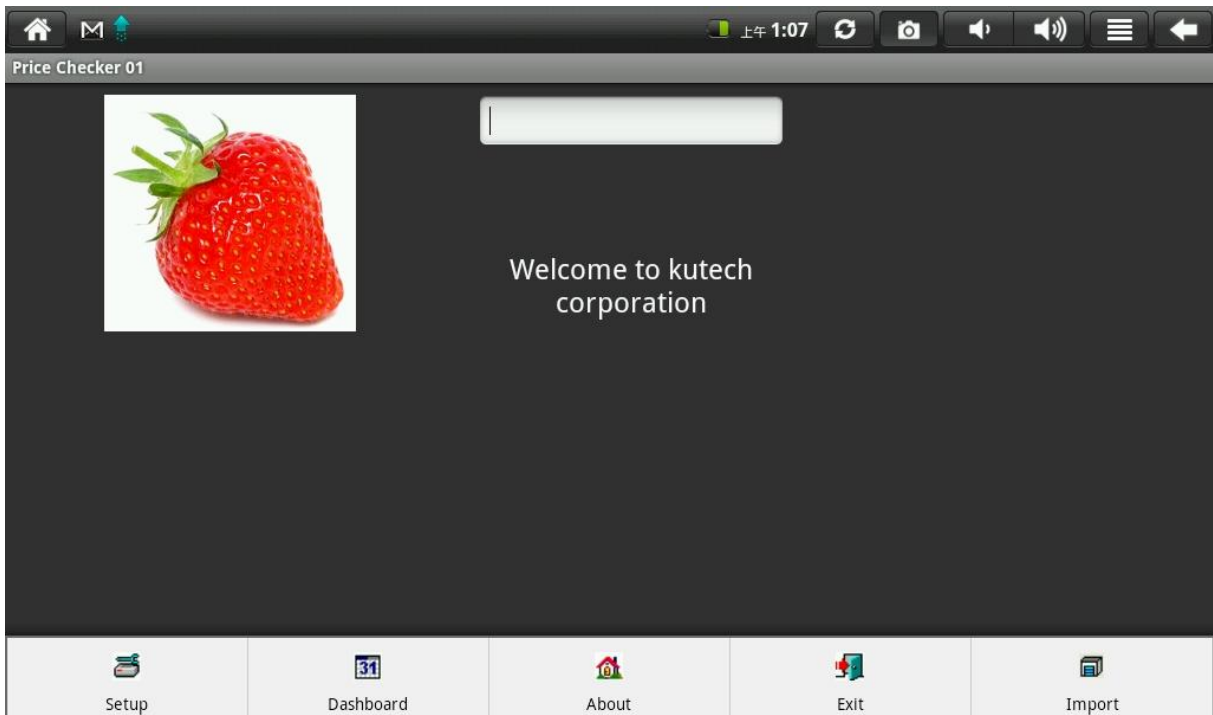 上午 1:07
Price Checker 01
Welcome to kutech
corporation
31
Setup
Dashboard
About
Exit
Import